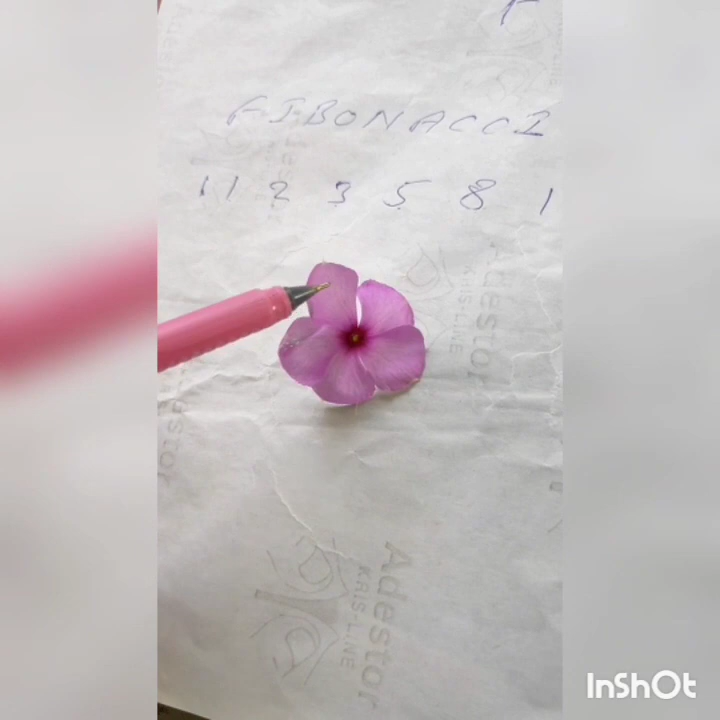 FIBONACCI
1 1 2 3 5 8 1
Adestor
KRIS-LINE
Adestor
KRIS-LINE
InShOt